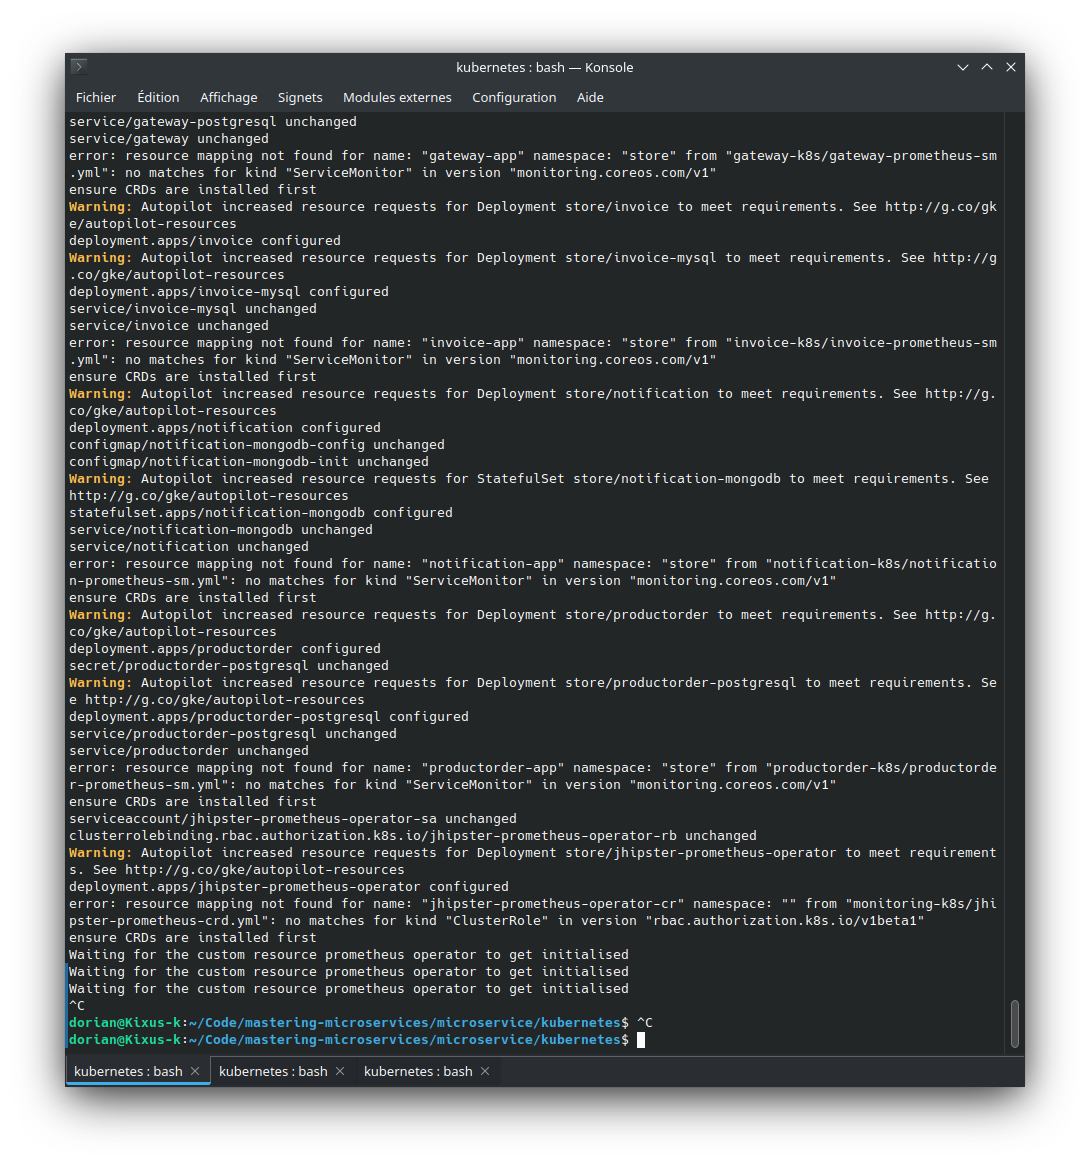 kubernetes : bash — Konsole
Fichier Édition Affichage Signets Modules externes Configuration Aide
service/gateway-postgresql unchanged
service/gateway unchanged
error: resource mapping not found for name: "gateway-app" namespace: "store" from "gateway-k8s/gateway-prometheus-sm
.yml": no matches for kind "ServiceMonitor" in version "monitoring.coreos.com/v1"
ensure CRDs are installed first
Warning: Autopilot increased resource requests for Deployment store/invoice to meet requirements. See http://g.co/gk
e/autopilot-resources
deployment.apps/invoice configured
Warning: Autopilot increased resource requests for Deployment store/invoice-mysql to meet requirements. See http://g
.co/gke/autopilot-resources
deployment.apps/invoice-mysql configured
service/invoice-mysql unchanged
service/invoice unchanged
error: resource mapping not found for name: "invoice-app" namespace: "store" from "invoice-k8s/invoice-prometheus-sm
.yml": no matches for kind "ServiceMonitor" in version "monitoring.coreos.com/v1"
ensure CRDs are installed first
Warning: Autopilot increased resource requests for Deployment store/notification to meet requirements. See http://g.
co/gke/autopilot-resources
deployment.apps/notification configured
configmap/notification-mongodb-config unchanged
configmap/notification-mongodb-init unchanged
Warning: Autopilot increased resource requests for StatefulSet store/notification-mongodb to meet requirements. See
http://g.co/gke/autopilot-resources
statefulset.apps/notification-mongodb configured
service/notification-mongodb unchanged
service/notification unchanged
error: resource mapping not found for name: "notification-app" namespace: "store" from "notification-k8s/notificatio
n-prometheus-sm.yml": no matches for kind "ServiceMonitor" in version "monitoring.coreos.com/v1"
ensure CRDs are installed first
Warning: Autopilot increased resource requests for Deployment store/productorder to meet requirements. See http://g.
co/gke/autopilot-resources
deployment.apps/productorder configured
secret/productorder-postgresql unchanged
Warning: Autopilot increased resource requests for Deployment store/productorder-postgresql to meet requirements. Se
e http://g.co/gke/autopilot-resources
deployment.apps/productorder-postgresql configured
service/productorder-postgresql unchanged
service/productorder unchanged
error: resource mapping not found for name: "productorder-app" namespace: "store" from "productorder-k8s/productorde
r-prometheus-sm.yml": no matches for kind "ServiceMonitor" in version "monitoring.coreos.com/v1"
ensure CRDs are installed first
serviceaccount/jhipster-prometheus-operator-sa unchanged
clusterrolebinding.rbac.authorization.k8s.io/jhipster-prometheus-operator-rb unchanged
Warning: Autopilot increased resource requests for Deployment store/jhipster-prometheus-operator to meet requirement
s. See http://g.co/gke/autopilot-resources
deployment.apps/jhipster-prometheus-operator configured
error: resource mapping not found for name: "jhipster-prometheus-operator-cr" namespace: "" from "monitoring-k8s/jhi
pster-prometheus-crd.yml": no matches for kind "ClusterRole" in version "rbac.authorization.k8s.io/v1beta1"
ensure CRDs are installed first
Waiting for the custom resource prometheus operator to get initialised
Waiting for the custom resource prometheus operator to get initialised
Waiting for the custom resource prometheus operator to get initialised
^C
dorian@Kixus-k:~/Code/mastering-microservices/microservice/kubernetes$ ^C
dorian@Kixus-k:~/Code/mastering-microservices/microservice/kubernetes$
kubernetes : bash kubernetes : bash kubernetes : bash